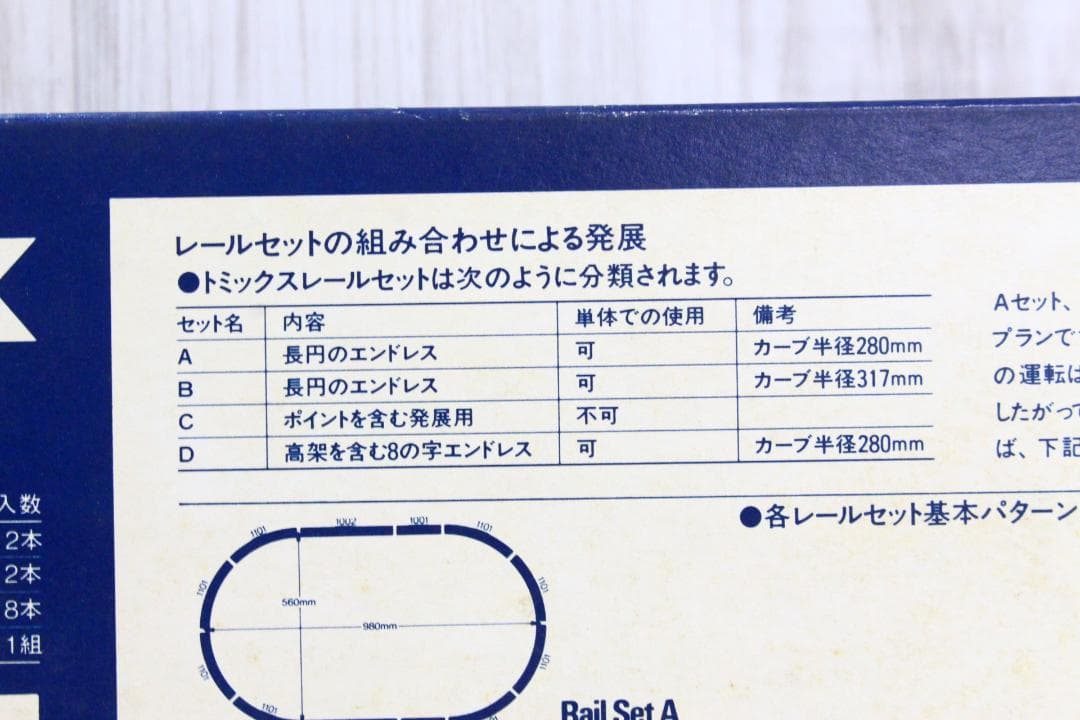 レールセットの組み合わせによる発展
●トミックスレールセットは次のように分類されます。
セット名 内容 単体での使用 備考
A 長円のエンドレス 可 カーブ半径280mm
B 長円のエンドレス 可 カーブ半径317mm
C ポイントを含む発展用 不可
D 高架を含む8の字エンドレス 可 カーブ半径280mm
Aセット、
プランで
の運転は
したがって
ば、下記
入数
2本
2本
8本
1組
●各レールセット基本パターン
1101 1002 1001 1101
1101 1101
560mm
980mm
1101 1101
1101
Rail Set A